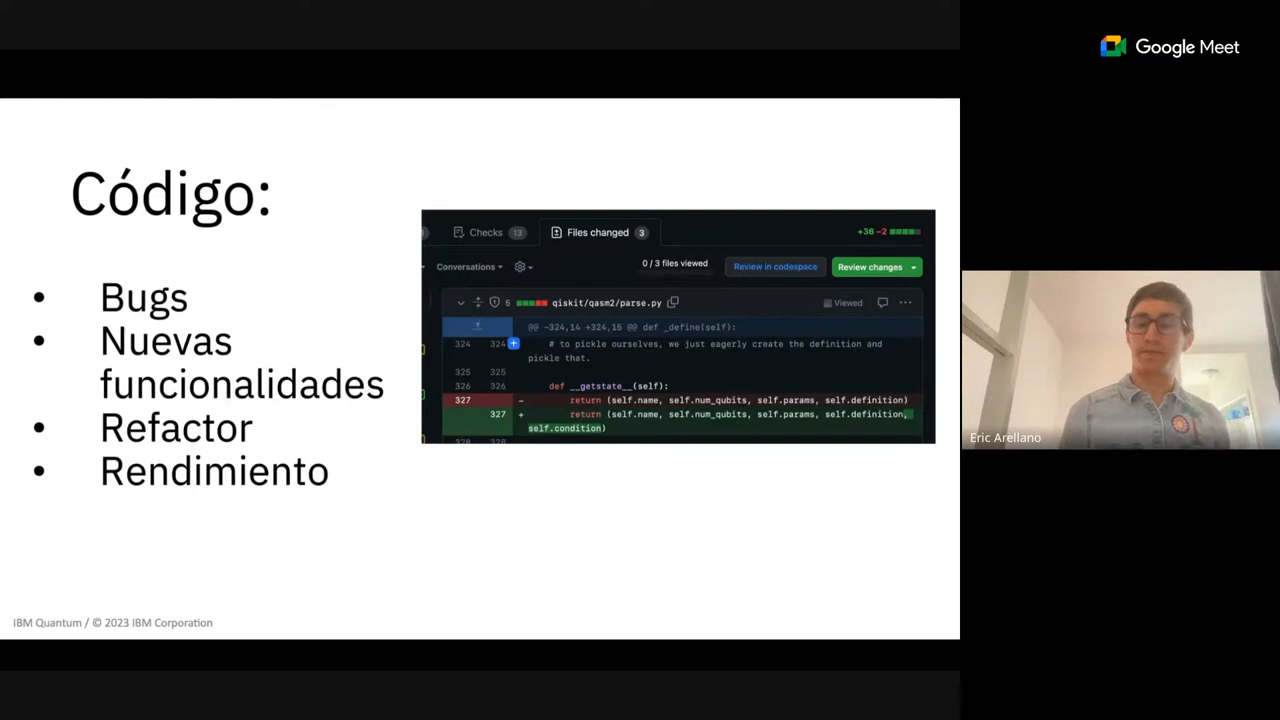 Google Meet
Código:
• Bugs
• Nuevas
funcionalidades
• Refactor
• Rendimiento
Checks 13
Files changed 3
+36 −2
Conversations
0 / 3 files viewed
Review in codespace
Review changes
5 qiskit/qasm2/parse.py
Viewed
@@ -324,14 +324,15 @@ def _define(self):
324 324 # to pickle ourselves, we just eagerly create the definition and
pickle that.
325 325
326 326 def __getstate__(self):
327 - return (self.name, self.num_qubits, self.params, self.definition)
327 + return (self.name, self.num_qubits, self.params, self.definition,
self.condition)
328 328
Eric Arellano
IBM Quantum / © 2023 IBM Corporation